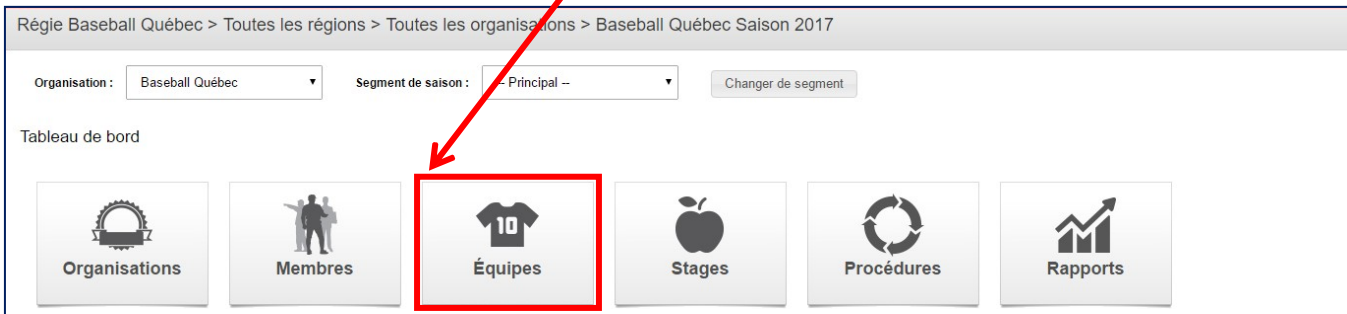 Régie Baseball Québec > Toutes les régions > Toutes les organisations > Baseball Québec Saison 2017
Organisation : Baseball Québec Segment de saison : -- Principal -- Changer de segment
Tableau de bord
10
Organisations Membres Équipes Stages Procédures Rapports